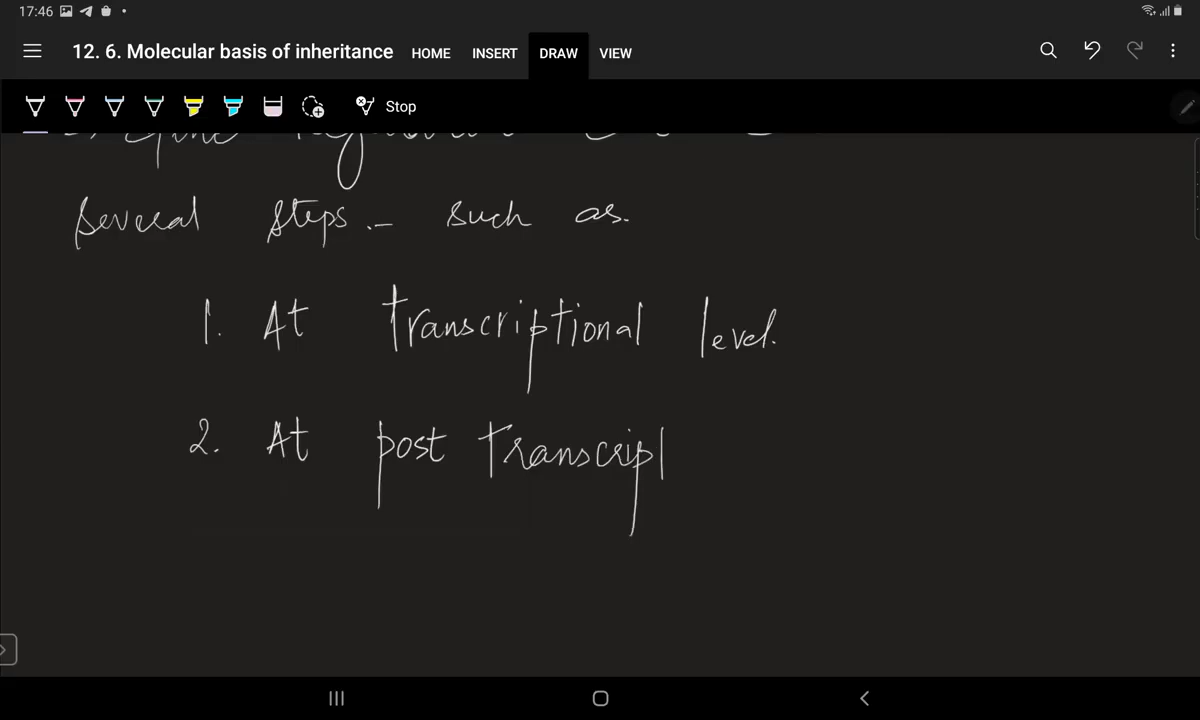 17:46
12. 6. Molecular basis of inheritance HOME INSERT DRAW VIEW
Stop
several steps. - such as.
1. At transcriptional level.
2. At post transcript